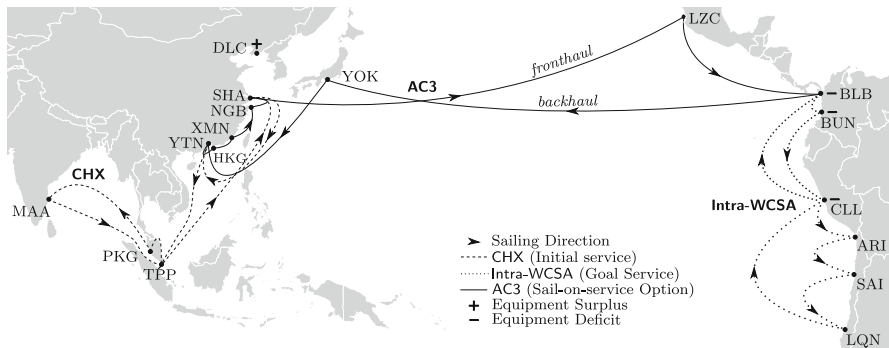 LZC
DLC +
YOK
AC3
fronthaul
SHA
backhaul
BLB
NGB
BUN
XMN
YTN
HKG
CHX
MAA
Intra-WCSA
CLL
ARI
PKG
TPP
SAI
LQN
Sailing Direction
CHX (Initial service)
Intra-WCSA (Goal Service)
AC3 (Sail-on-service Option)
+ Equipment Surplus
− Equipment Deficit